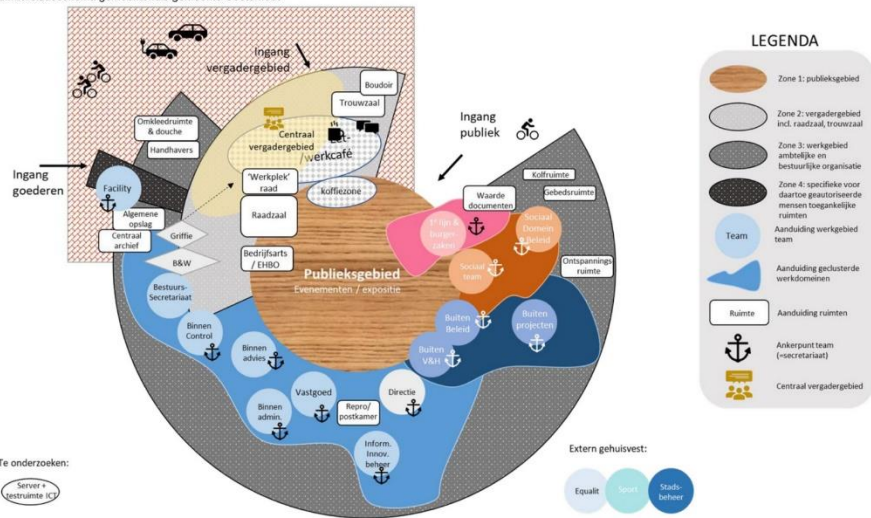 Ingang
vergadergebied
Boudoir
Trouwzaal
Omkleedruimte
& douche
Handhavers
Centraal
vergadergebied
/werkcafé
Ingang
publiek
Ingang
goederen
Facility
'Werkplek'
raad
koffiezone
Kolfruimte
Gebedsruimte
Waarde
documenten
Algemene
opslag
Centraal
archief
Griffie
Raadzaal
1e lijn &
Burger-
zaken
Sociaal
Domein
Beleid
B&W
Bedrijfsarts
/ EHBO
Publieksgebied
Evenementen / expositie
Sociaal
team
Ontspannings
ruimte
Bestuurs-
Secretariaat
Binnen
Control
Binnen
advies
Buiten
Beleid
Buiten
projecten
Buiten
V&H
Vastgoed
Directie
Binnen
admin.
Repro/
postkamer
Inform.
Innov.
beheer
Te onderzoeken:
Server +
testruimte ICT
Extern gehuisvest:
Equalit
Sport
Stads-
beheer
LEGENDA
Zone 1: publieksgebied
Zone 2: vergadergebied
incl. raadzaal, trouwzaal
Zone 3: werkgebied
ambtelijke en
bestuurlijke organisatie
Zone 4: specifieke voor
daartoe geautoriseerde
mensen toegankelijke
ruimten
Team
Aanduiding werkgebied
team
Aanduiding geclusterde
werkdomeinen
Ruimte
Aanduiding ruimten
Ankerpunt team
(=secretariaat)
Centraal vergadergebied